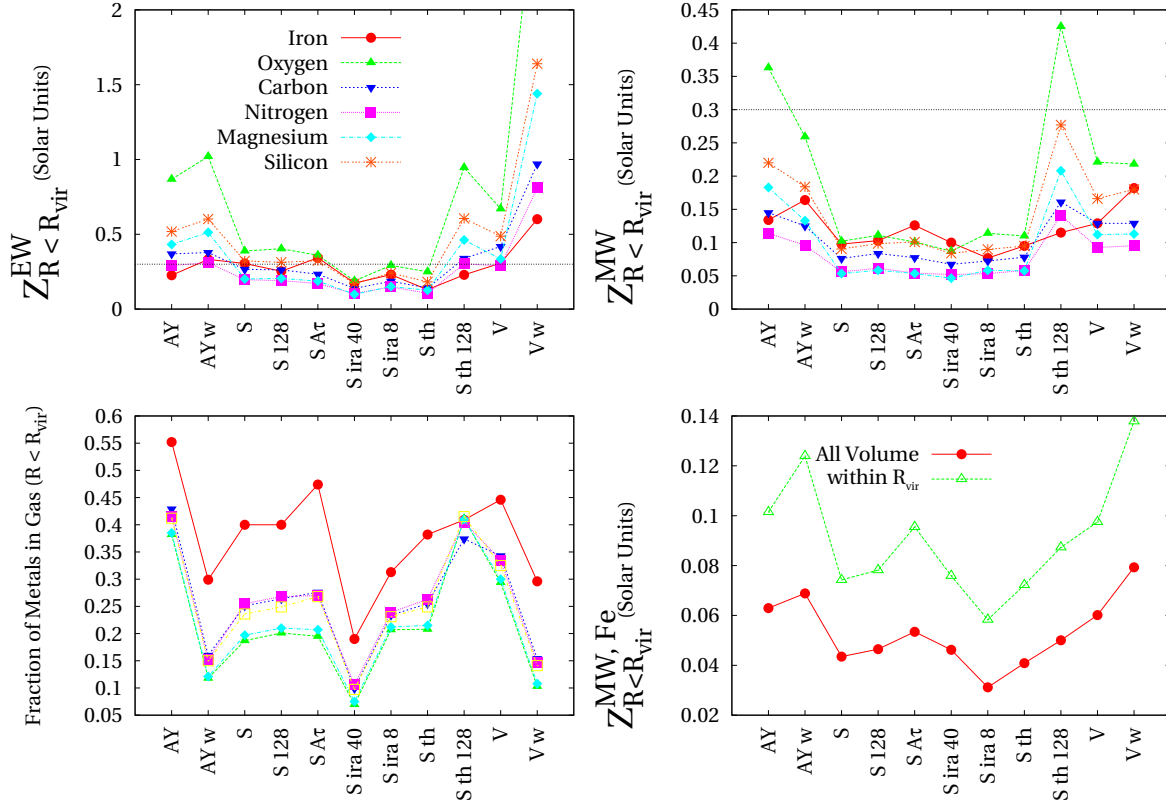 2
1.5
1
0.5
0
Z^EW_R < R_vir (Solar Units)
Iron
Oxygen
Carbon
Nitrogen
Magnesium
Silicon
AY
AY w
S
S 128
S Aτ
S ira 40
S ira 8
S th
S th 128
V
V w
0.45
0.4
0.35
0.3
0.25
0.2
0.15
0.1
0.05
0
Z^MW_R < R_vir (Solar Units)
AY
AY w
S
S 128
S Aτ
S ira 40
S ira 8
S th
S th 128
V
V w
0.6
0.55
0.5
0.45
0.4
0.35
0.3
0.25
0.2
0.15
0.1
0.05
Fraction of Metals in Gas (R < R_vir)
AY
AY w
S
S 128
S Aτ
S ira 40
S ira 8
S th
S th 128
V
V w
0.14
0.12
0.1
0.08
0.06
0.04
0.02
Z^MW, Fe_R<R_vir (Solar Units)
All Volume
within R_vir
AY
AY w
S
S 128
S Aτ
S ira 40
S ira 8
S th
S th 128
V
V w